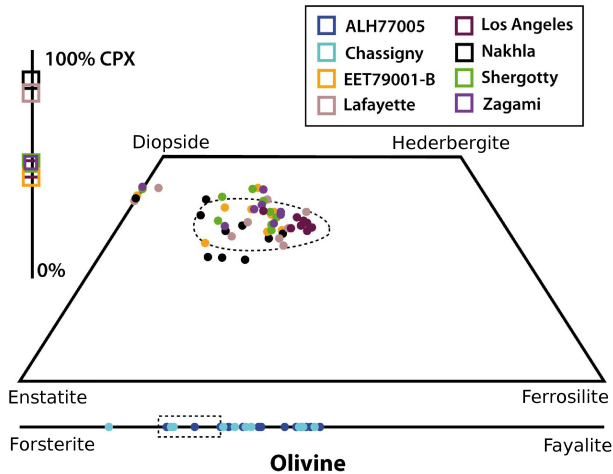 ALH77005
Chassigny
EET79001-B
Lafayette
Los Angeles
Nakhla
Shergotty
Zagami
100% CPX
0%
Diopside
Hederbergite
Enstatite
Ferrosilite
Forsterite
Fayalite
Olivine